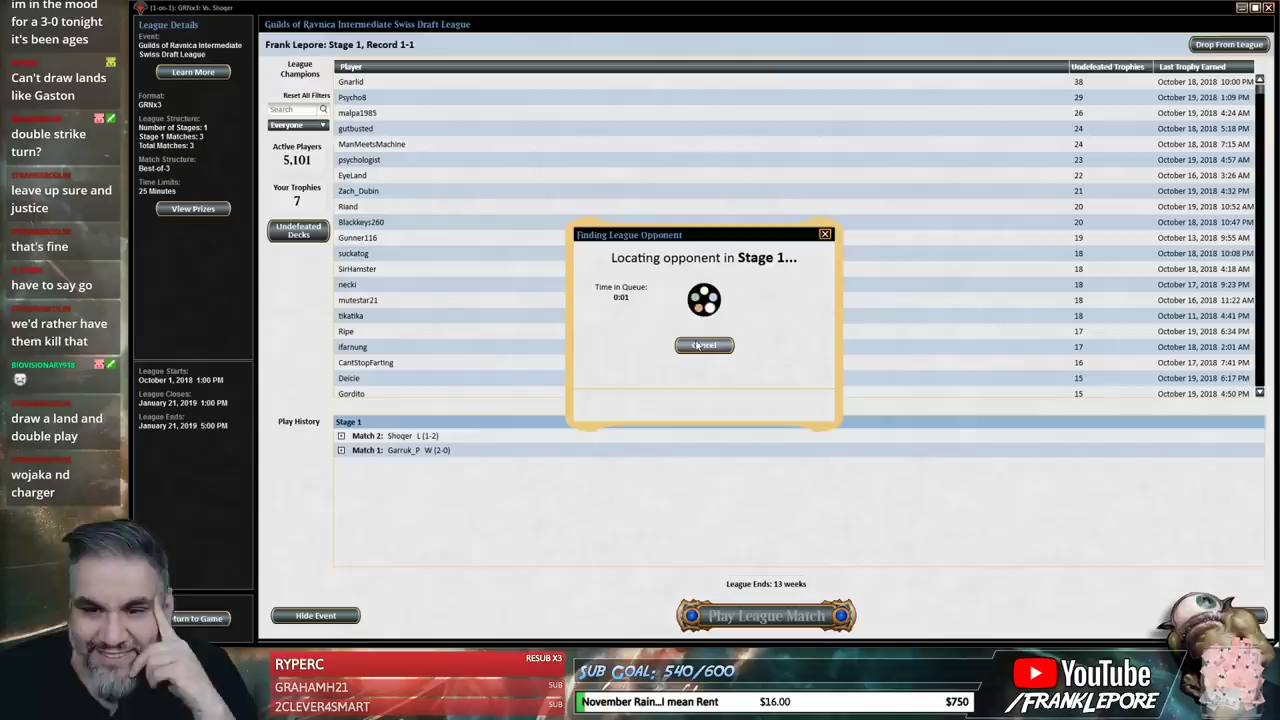 im in the mood
for a 3-0 tonight
it's been ages
Can't draw lands
like Gaston
double strike
turn?
leave up sure and
justice
that's fine
have to say go
we'd rather have
them kill that
BIOVISIONARY918
draw a land and
double play
wojaka nd
charger
(1-on-1): GRNx3: Vs. Shoqer
League Details
Event:
Guilds of Ravnica Intermediate
Swiss Draft League
Learn More
Format:
GRNx3
League Structure:
Number of Stages: 1
Stage 1 Matches: 3
Total Matches: 3
Match Structure:
Best-of-3
Time Limits:
25 Minutes
View Prizes
League Starts:
October 1, 2018 1:00 PM
League Closes:
January 21, 2019 1:00 PM
League Ends:
January 21, 2019 5:00 PM
turn to Game
Guilds of Ravnica Intermediate Swiss Draft League
Frank Lepore: Stage 1, Record 1-1
Drop From League
League
Champions
Reset All Filters
Search
Everyone
Active Players
5,101
Your Trophies
7
Undefeated
Decks
Player Undefeated Trophies Last Trophy Earned
Gnarlid 38 October 18, 2018 10:00 PM
Psycho8 29 October 19, 2018 1:09 PM
malpa1985 26 October 19, 2018 4:24 AM
gutbusted 24 October 18, 2018 5:18 PM
ManMeetsMachine 24 October 18, 2018 7:15 AM
psychologist 23 October 19, 2018 4:57 AM
EyeLand 22 October 16, 2018 3:26 AM
Zach_Dubin 21 October 19, 2018 4:32 PM
Riand 20 October 19, 2018 10:52 AM
Blackkeys260 20 October 18, 2018 10:47 PM
Gunner116 19 October 13, 2018 9:55 AM
suckatog 18 October 19, 2018 10:08 PM
SirHamster 18 October 19, 2018 4:18 AM
necki 18 October 17, 2018 9:23 PM
mutestar21 18 October 16, 2018 11:22 AM
tikatika 18 October 11, 2018 4:41 PM
Ripe 17 October 19, 2018 6:34 PM
ifarnung 17 October 18, 2018 2:01 AM
CantStopFarting 16 October 17, 2018 7:41 PM
Deicie 15 October 19, 2018 6:17 PM
Gordito 15 October 19, 2018 4:50 PM
Finding League Opponent
Locating opponent in Stage 1...
Time in Queue:
0:01
Cancel
Play History
Stage 1
Match 2: Shoqer L (1-2)
Match 1: Garruk_P W (2-0)
League Ends: 13 weeks
Hide Event
Play League Match
RYPERC RESUB X3
GRAHAMH21 SUB
2CLEVER4SMART SUB
SUB GOAL: 540/600
November Rain...I mean Rent $16.00 $750
YouTube
/FRANKLEPORE